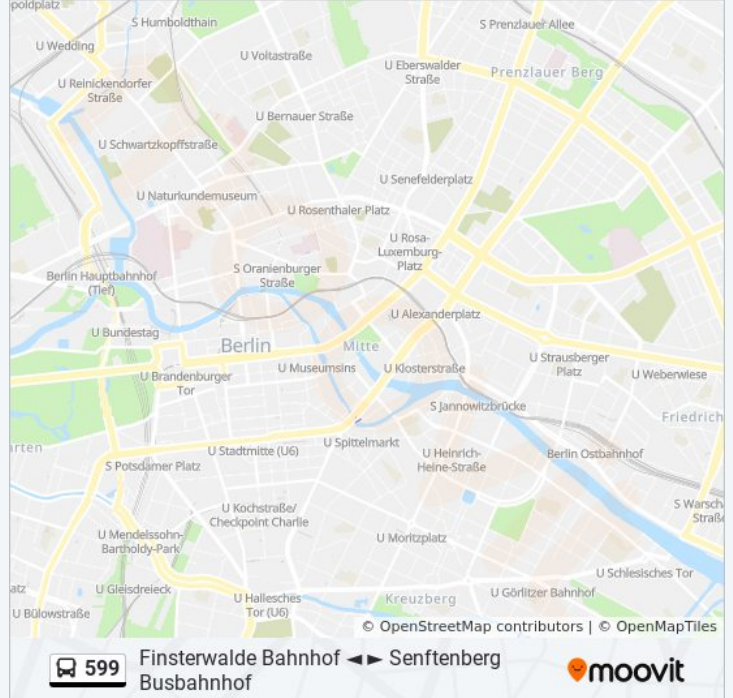 poldplatz
S Humboldthain
S Prenzlauer Allee
U Wedding
U Voltastraße
U Eberswalder
Straße
Prenzlauer Berg
U Reinickendorfer
Straße
U Bernauer Straße
U Schwartzkopffstraße
U Senefelderplatz
U Naturkundemuseum
U Rosenthaler Platz
U Rosa-
Luxemburg-
Platz
S Oranienburger
Straße
Berlin Hauptbahnhof
(Tief)
U Alexanderplatz
U Bundestag
Berlin
Mitte
U Strausberger
Platz
U Museumsins
U Klosterstraße
U Weberwiese
U Brandenburger
Tor
S Jannowitzbrücke
Friedrich
rten
U Stadtmitte (U6)
U Spittelmarkt
U Heinrich-
Heine-Straße
Berlin Ostbahnhof
S Potsdamer Platz
S Warsch
Straße
U Kochstraße/
Checkpoint Charlie
U Mendelssohn-
Bartholdy-Park
U Moritzplatz
U Schlesisches Tor
atz
U Gleisdreieck
U Hallesches
Tor (U6)
Kreuzberg
U Görlitzer Bahnhof
U Bülowstraße
© OpenStreetMap contributors | © OpenMapTiles
599
Finsterwalde Bahnhof ◄► Senftenberg
Busbahnhof
moovit